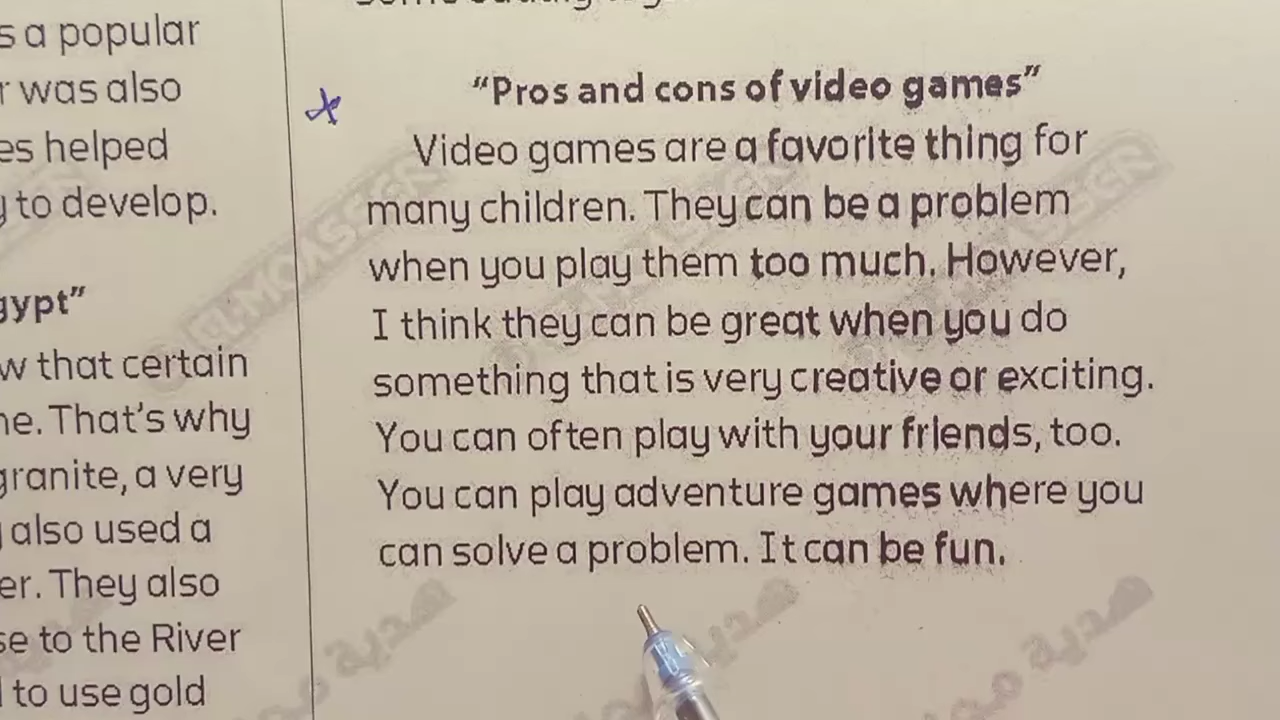 s a popular
r was also
es helped
to develop.
gypt"
w that certain
ne. That's why
granite, a very
also used a
er. They also
se to the River
to use gold
"Pros and cons of video games"
Video games are a favorite thing for
many children. They can be a problem
when you play them too much. However,
I think they can be great when you do
something that is very creative or exciting.
You can often play with your friends, too.
You can play adventure games where you
can solve a problem. It can be fun.